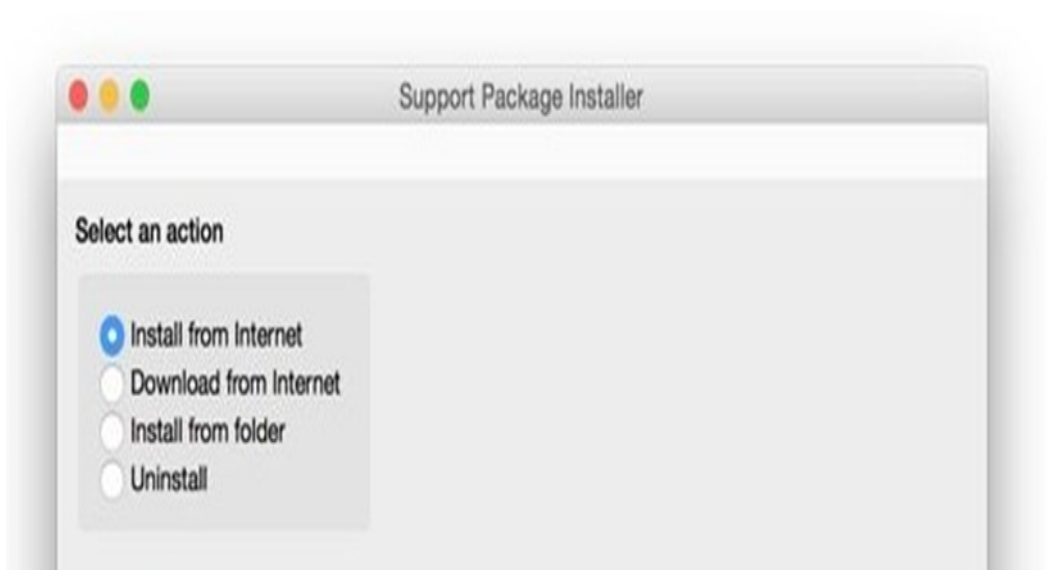 Support Package Installer
Select an action
Install from Internet
Download from Internet
Install from folder
Uninstall